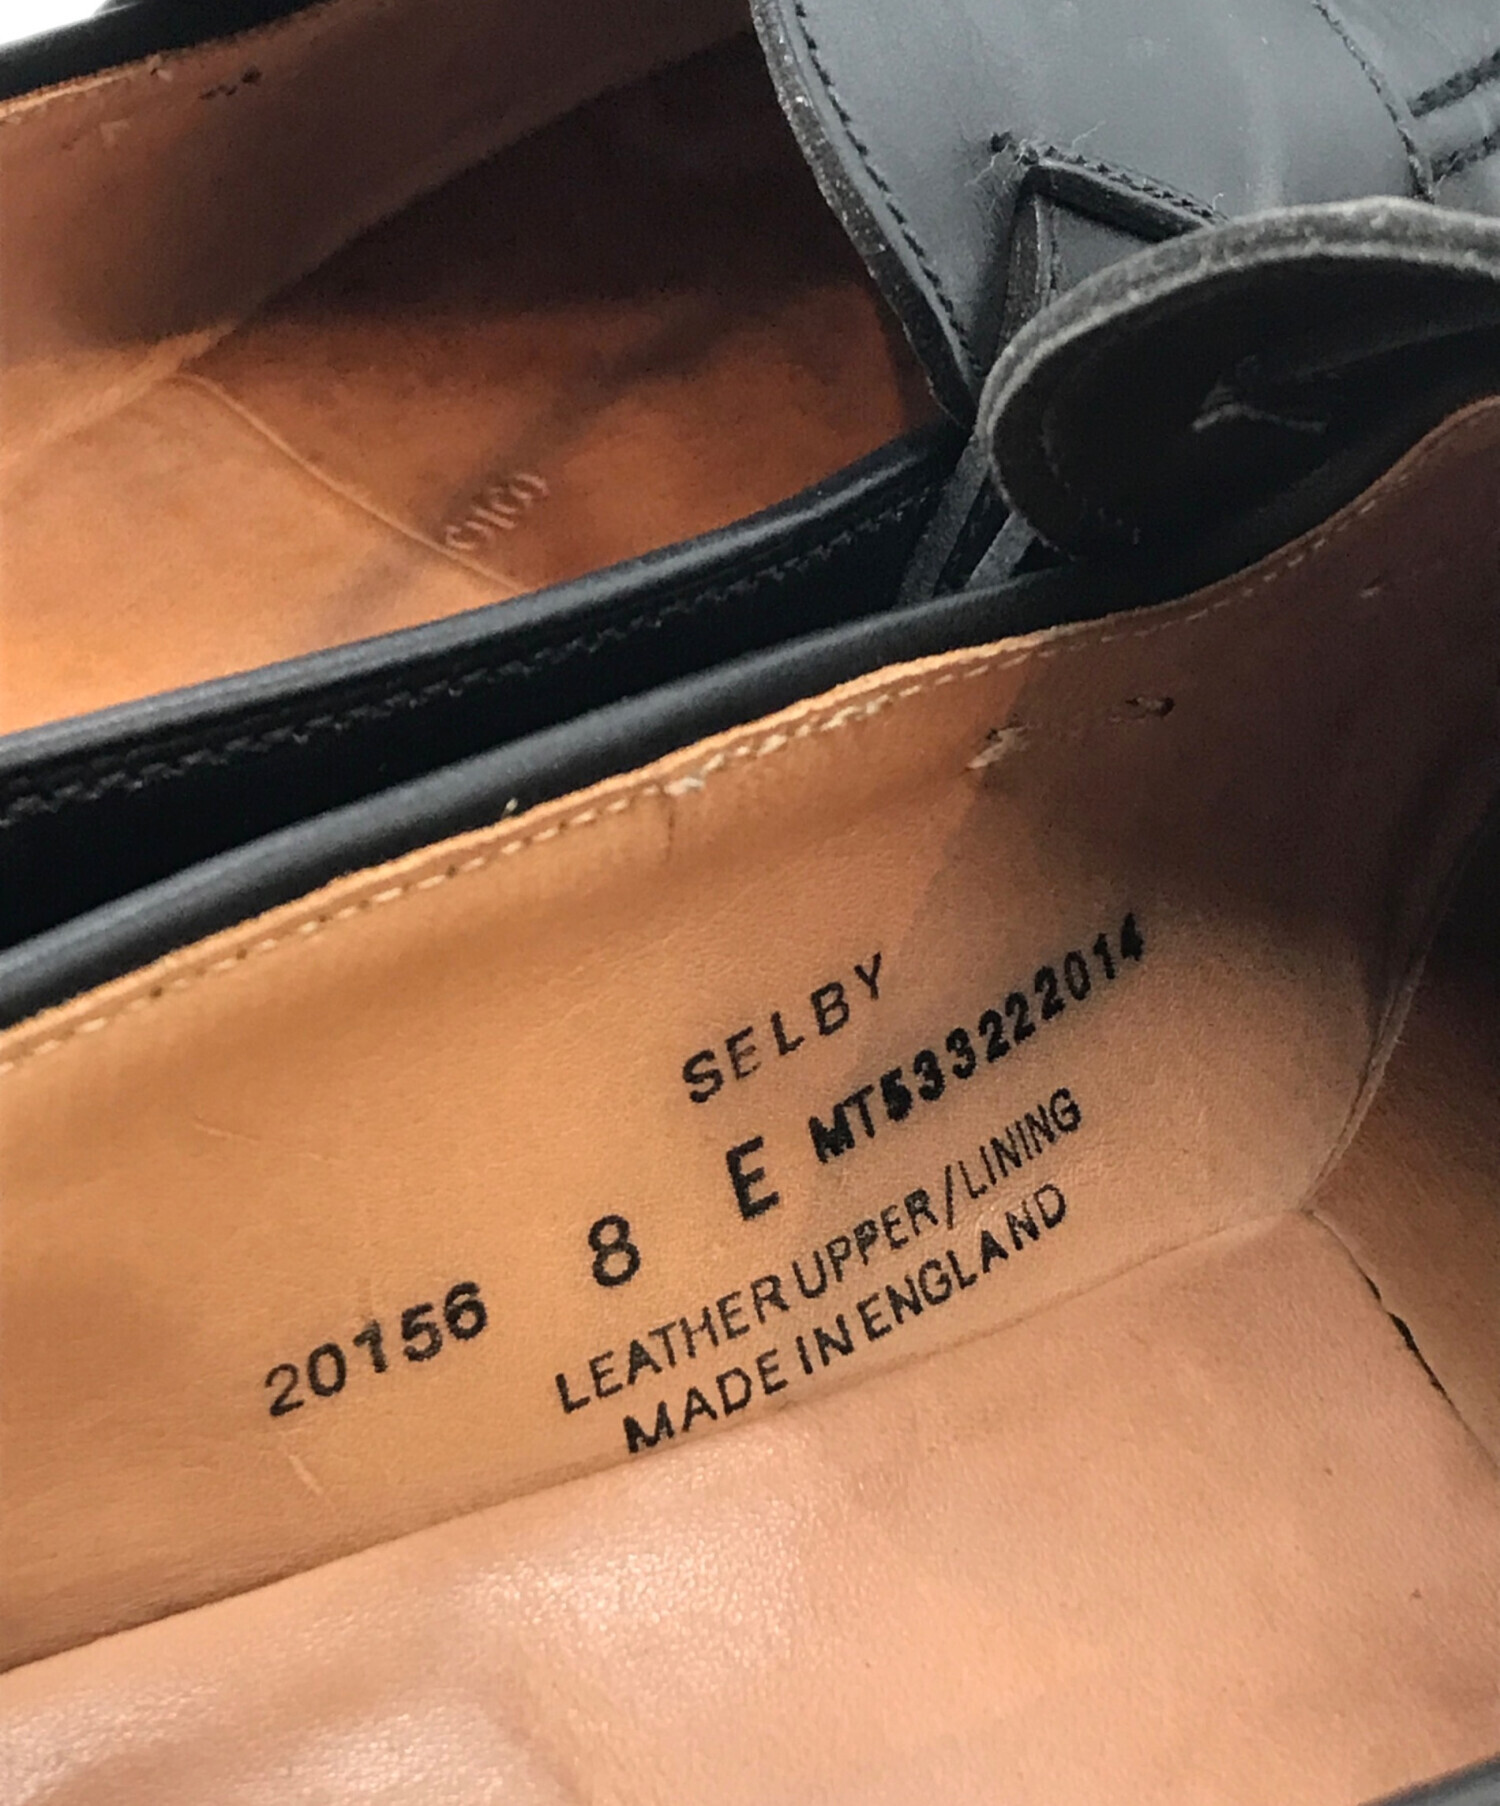 SELBY
MT533222014
20156 8 E
LEATHER UPPER/LINING
MADE IN ENGLAND